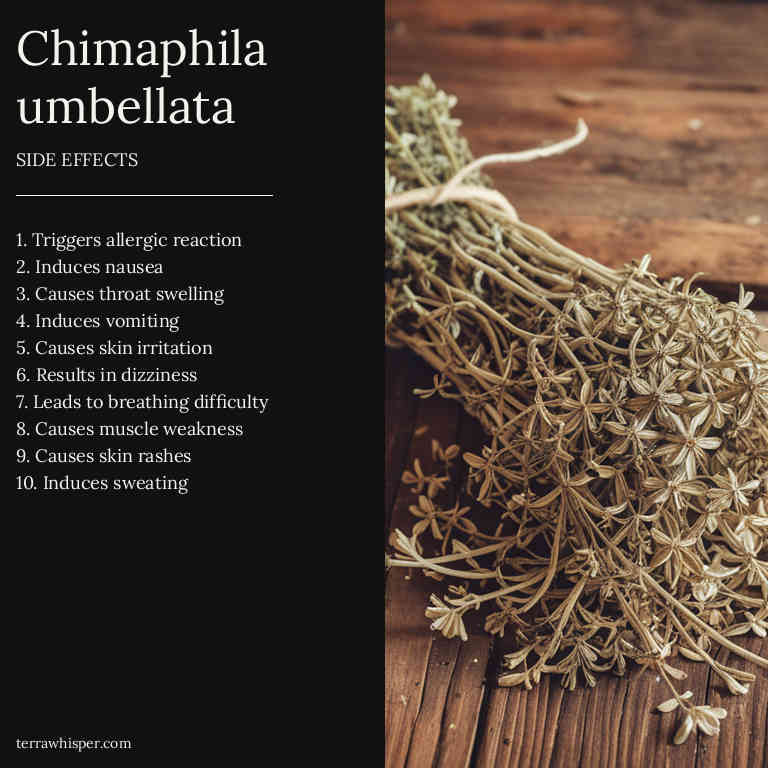 Chimaphila
umbellata
SIDE EFFECTS
1. Triggers allergic reaction
2. Induces nausea
3. Causes throat swelling
4. Induces vomiting
5. Causes skin irritation
6. Results in dizziness
7. Leads to breathing difficulty
8. Causes muscle weakness
9. Causes skin rashes
10. Induces sweating
terrawhisper.com